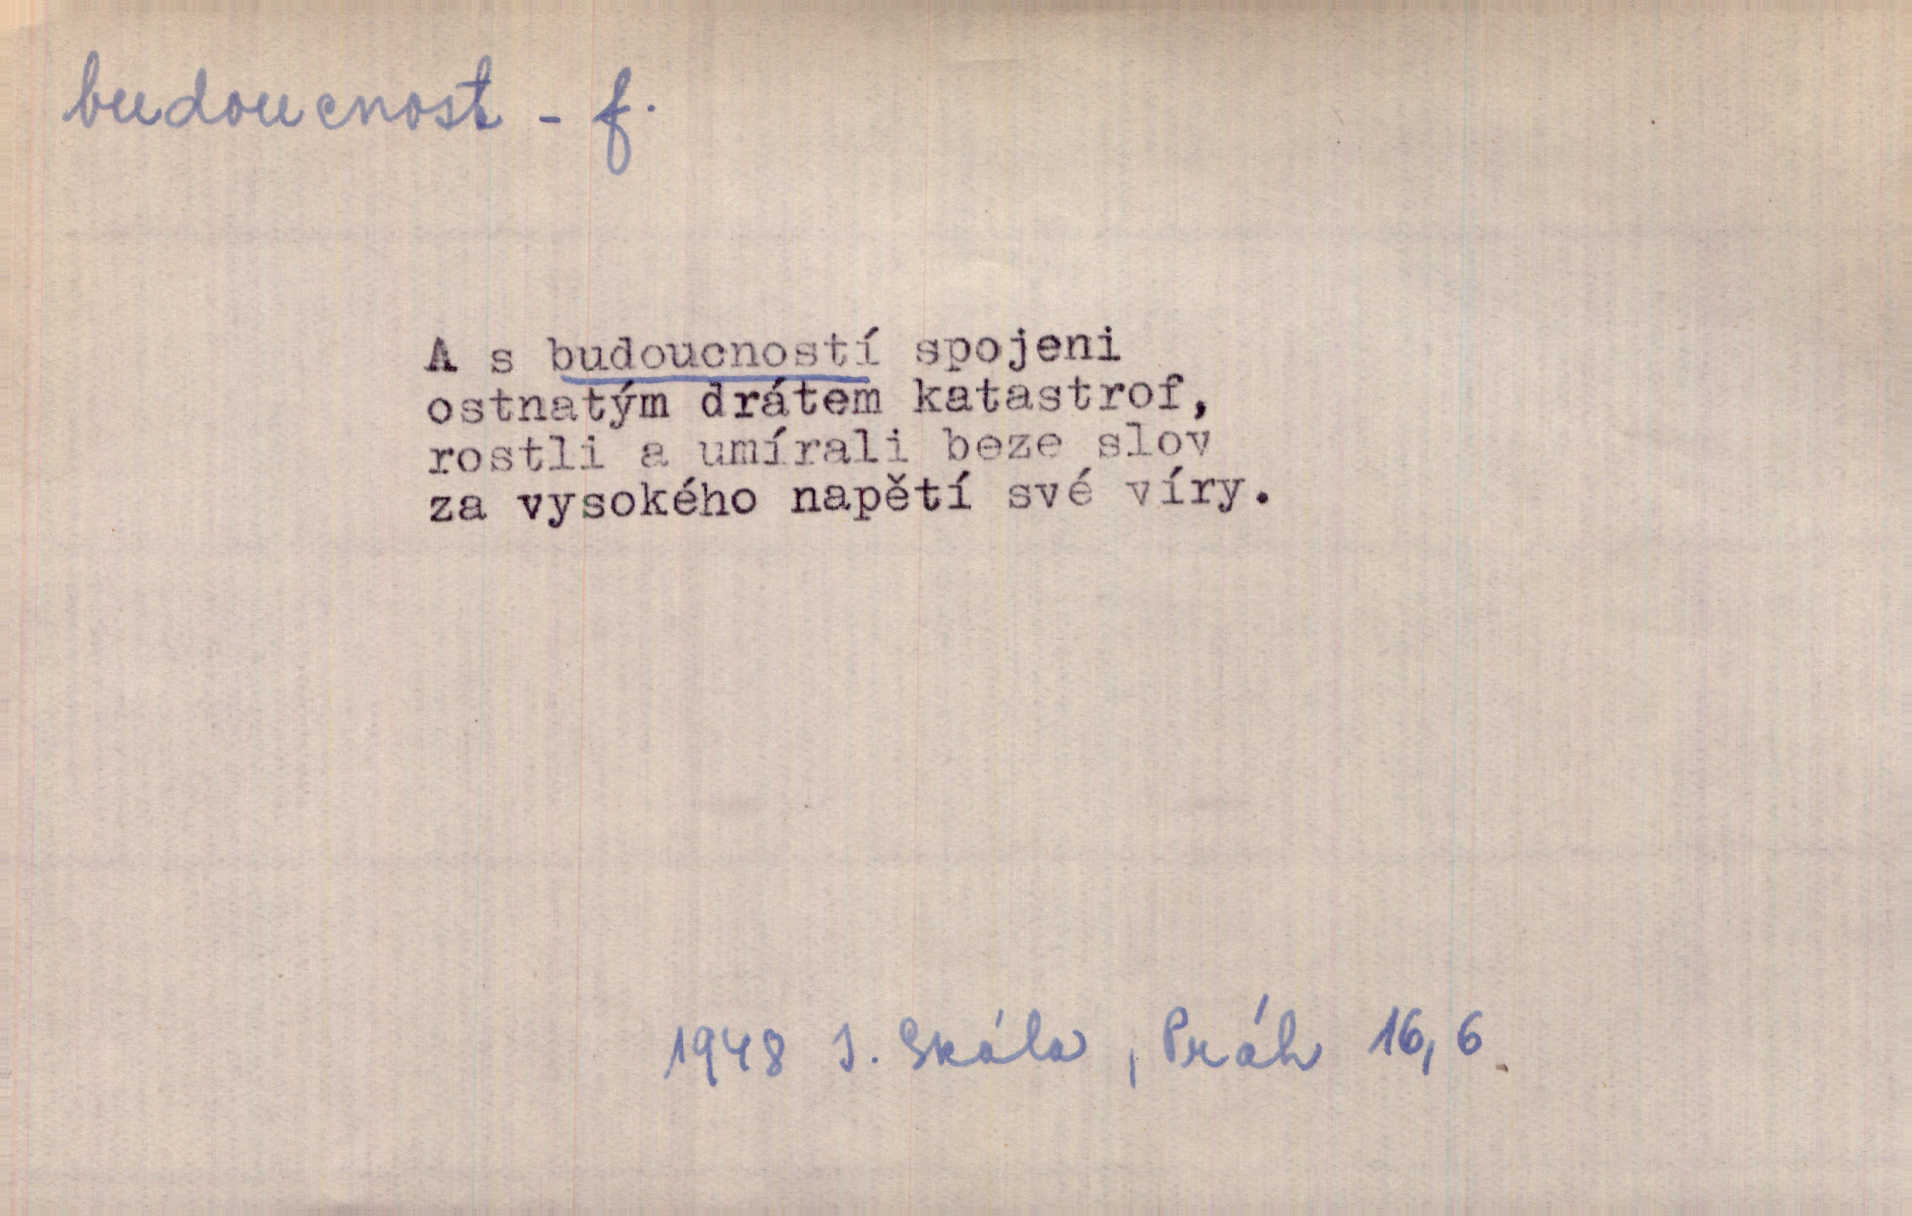 budoucnost - f.
A s budoucností spojeni
ostnatým drátem katastrof,
rostli a umírali beze slov
za vysokého napětí své víry.
1948 I. Skála, Práh 16,6